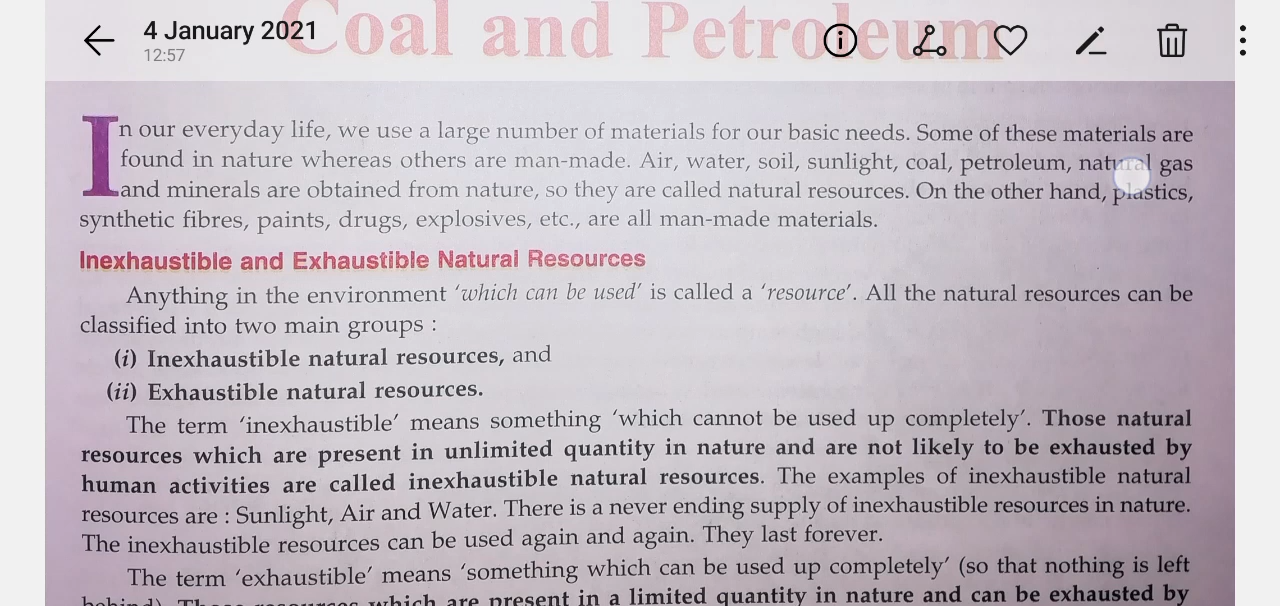 4 January 2021
12:57
Coal and Petroleum
In our everyday life, we use a large number of materials for our basic needs. Some of these materials are
found in nature whereas others are man-made. Air, water, soil, sunlight, coal, petroleum, natural gas
and minerals are obtained from nature, so they are called natural resources. On the other hand, plastics,
synthetic fibres, paints, drugs, explosives, etc., are all man-made materials.
Inexhaustible and Exhaustible Natural Resources
Anything in the environment ‘which can be used’ is called a ‘resource’. All the natural resources can be
classified into two main groups :
(i) Inexhaustible natural resources, and
(ii) Exhaustible natural resources.
The term ‘inexhaustible’ means something ‘which cannot be used up completely’. Those natural
resources which are present in unlimited quantity in nature and are not likely to be exhausted by
human activities are called inexhaustible natural resources. The examples of inexhaustible natural
resources are : Sunlight, Air and Water. There is a never ending supply of inexhaustible resources in nature.
The inexhaustible resources can be used again and again. They last forever.
The term ‘exhaustible’ means ‘something which can be used up completely’ (so that nothing is left
behind). Those resources which are present in a limited quantity in nature and can be exhausted by